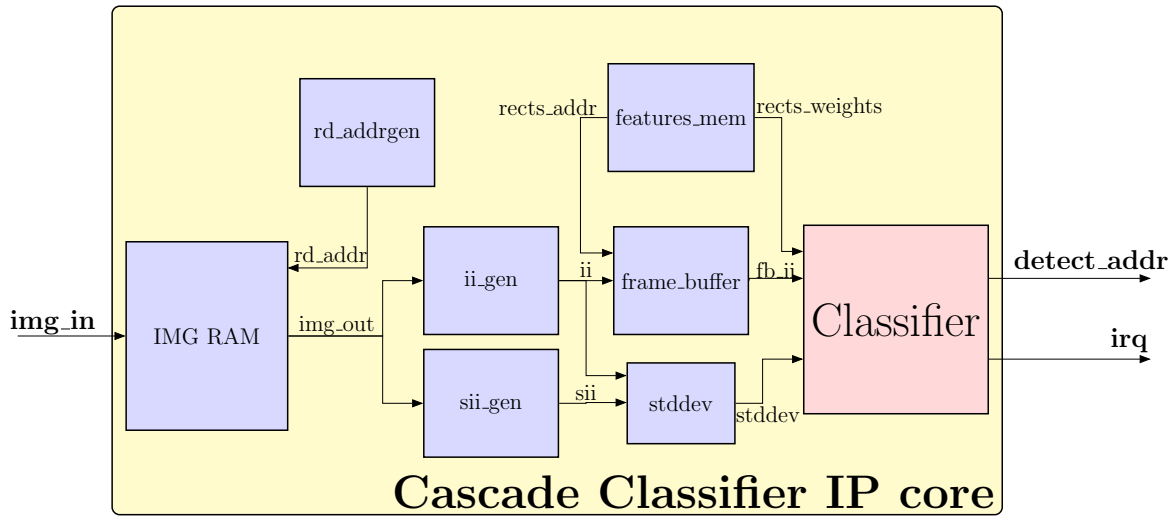 rects_addr
features_mem
rects_weights
rd_addrgen
rd_addr
ii_gen
ii
frame_buffer
fb_ii
detect_addr
img_in
IMG RAM
img_out
Classifier
irq
sii_gen
sii
stddev
stddev
Cascade Classifier IP core